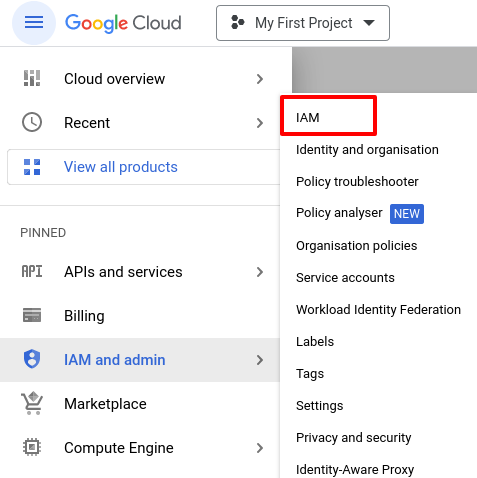 Google Cloud
My First Project
Cloud overview
Recent
View all products
PINNED
API APIs and services
Billing
IAM and admin
Marketplace
Compute Engine
IAM
Identity and organisation
Policy troubleshooter
Policy analyser NEW
Organisation policies
Service accounts
Workload Identity Federation
Labels
Tags
Settings
Privacy and security
Identity-Aware Proxy